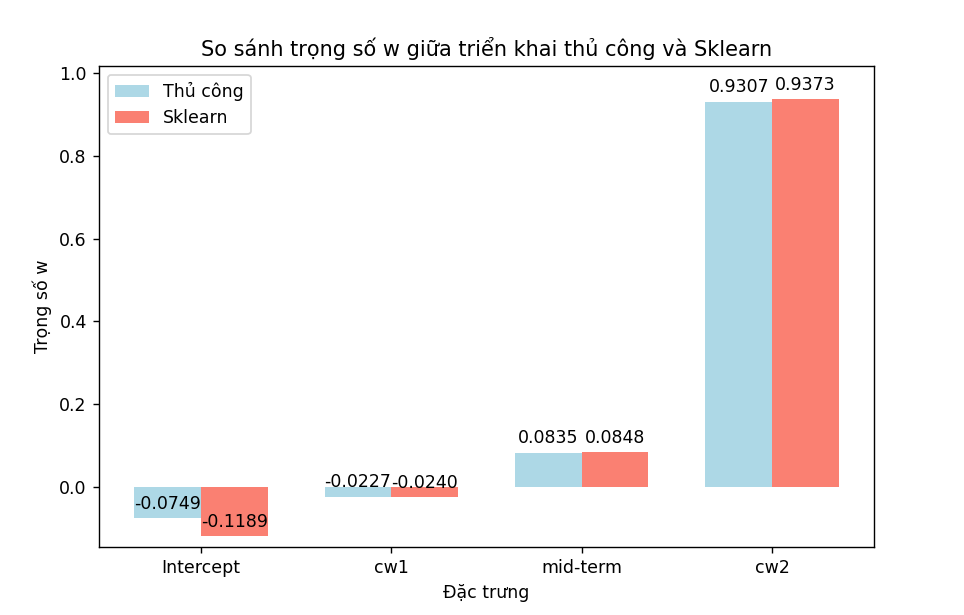 So sánh trọng số w giữa triển khai thủ công và Sklearn
Thủ công
Sklearn
Trọng số w
1.0
0.8
0.6
0.4
0.2
0.0
-0.0749
-0.1189
-0.0227
-0.0240
0.0835
0.0848
0.9307
0.9373
Intercept
cw1
mid-term
cw2
Đặc trưng